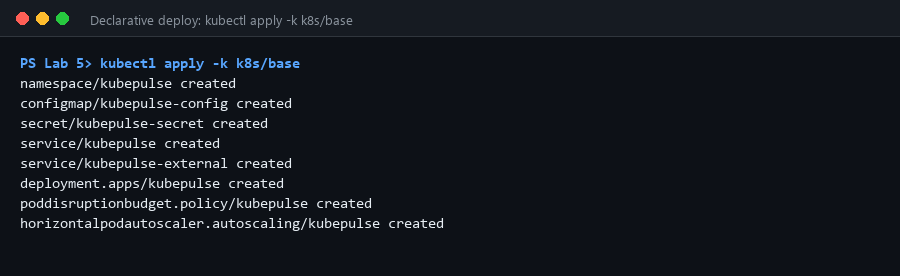 Declarative deploy: kubectl apply -k k8s/base
PS Lab 5> kubectl apply -k k8s/base
namespace/kubepulse created
configmap/kubepulse-config created
secret/kubepulse-secret created
service/kubepulse created
service/kubepulse-external created
deployment.apps/kubepulse created
poddisruptionbudget.policy/kubepulse created
horizontalpodautoscaler.autoscaling/kubepulse created